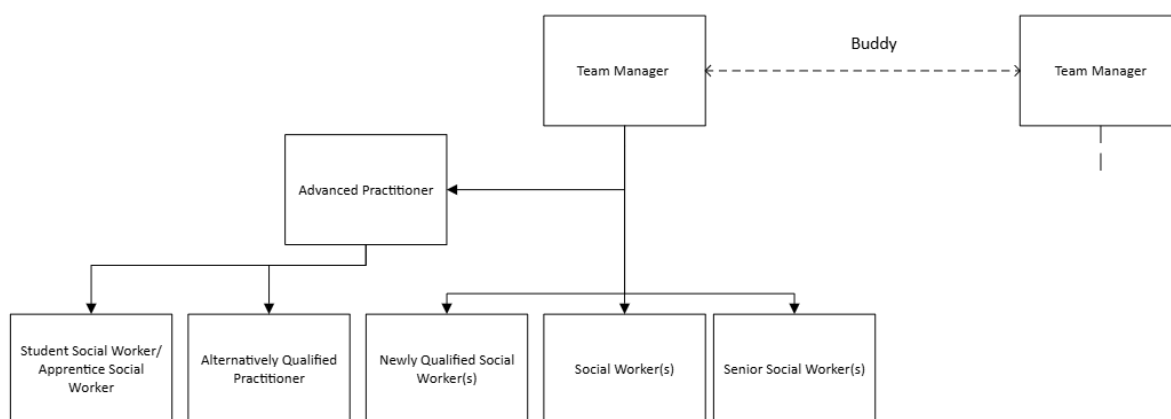 Buddy
Team Manager
Team Manager
Advanced Practitioner
Student Social Worker/
Apprentice Social
Worker
Alternatively Qualified
Practitioner
Newly Qualified Social
Worker(s)
Social Worker(s)
Senior Social Worker(s)